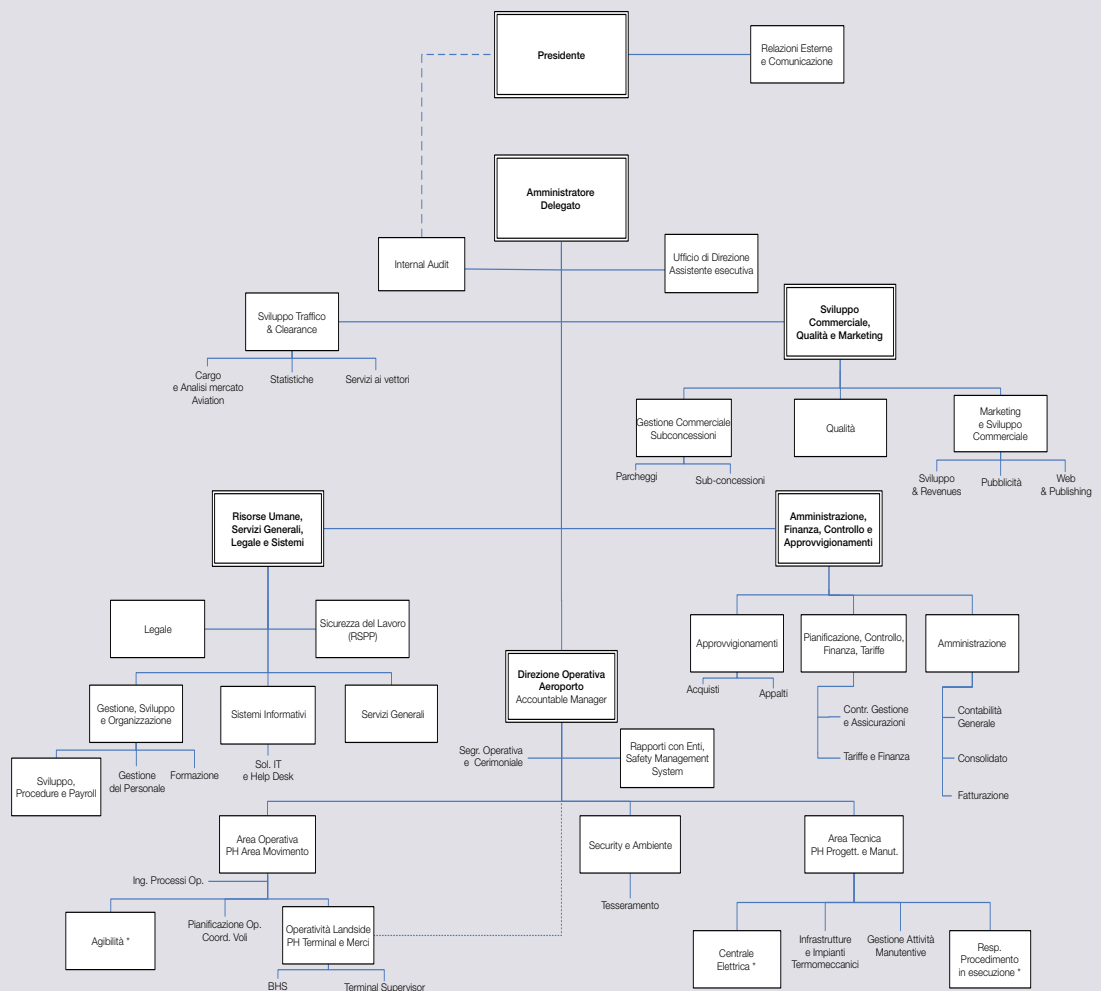 Presidente
Relazioni Esterne
e Comunicazione
Amministratore
Delegato
Internal Audit
Ufficio di Direzione
Assistente esecutiva
Sviluppo Traffico
& Clearance
Sviluppo
Commerciale,
Qualità e Marketing
Cargo
e Analisi mercato
Aviation
Statistiche
Servizi ai vettori
Gestione Commerciale
Subconcessioni
Qualità
Marketing
e Sviluppo
Commerciale
Parcheggi
Sub-concessioni
Sviluppo
& Revenues
Pubblicità
Web
& Publishing
Risorse Umane,
Servizi Generali,
Legale e Sistemi
Amministrazione,
Finanza, Controllo e
Approvvigionamenti
Legale
Sicurezza del Lavoro
(RSPP)
Approvvigionamenti
Pianificazione, Controllo,
Finanza, Tariffe
Amministrazione
Direzione Operativa
Aeroporto
Accountable Manager
Acquisti
Appalti
Gestione, Sviluppo
e Organizzazione
Sistemi Informativi
Servizi Generali
Contr. Gestione
e Assicurazioni
Contabilità
Generale
Segr. Operativa
e Cerimoniale
Rapporti con Enti,
Safety Management
System
Tariffe e Finanza
Consolidato
Fatturazione
Sviluppo,
Procedure e Payroll
Gestione
del Personale
Formazione
Sol. IT
e Help Desk
Area Operativa
PH Area Movimento
Security e Ambiente
Area Tecnica
PH Progett. e Manut.
Ing. Processi Op.
Tesseramento
Agibilità *
Pianificazione Op.
Coord. Voli
Operatività Landside
PH Terminal e Merci
Centrale
Elettrica *
Infrastrutture
e Impianti
Termomeccanici
Gestione Attività
Manutentive
Resp.
Procedimento
in esecuzione *
BHS
Terminal Supervisor